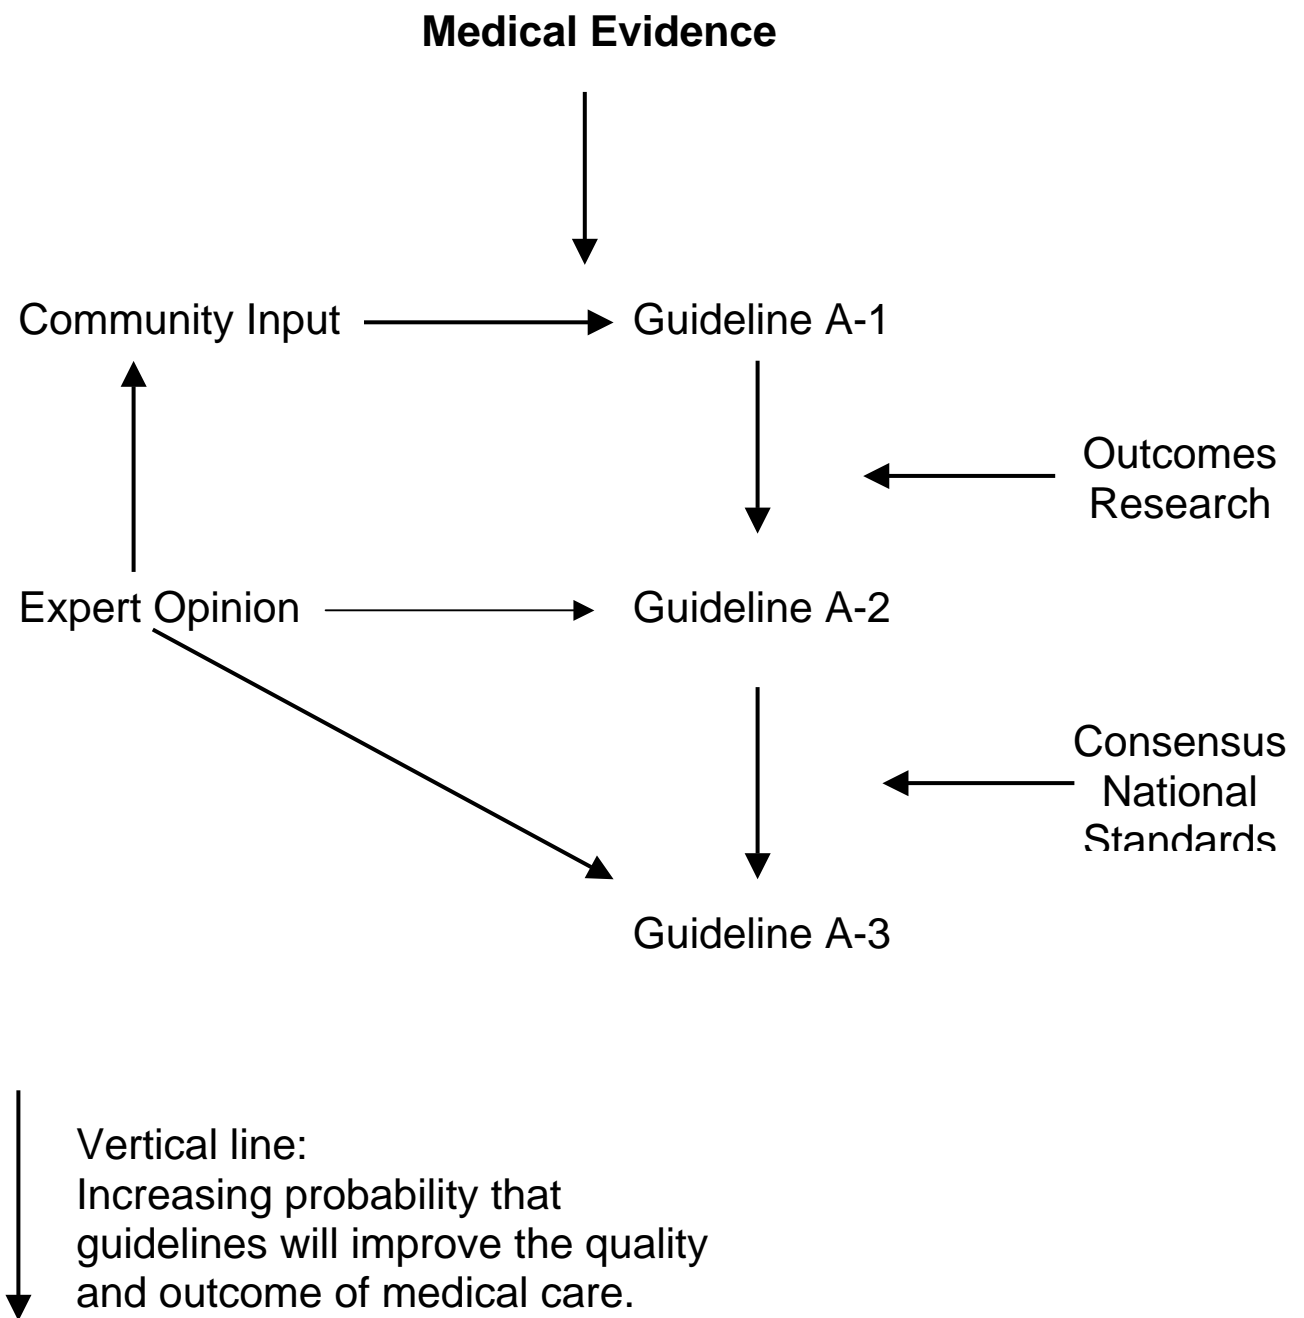 Medical Evidence
Community Input
Guideline A-1
Outcomes
Research
Expert Opinion
Guideline A-2
Consensus
National
Standards
Guideline A-3
Vertical line:
Increasing probability that
guidelines will improve the quality
and outcome of medical care.